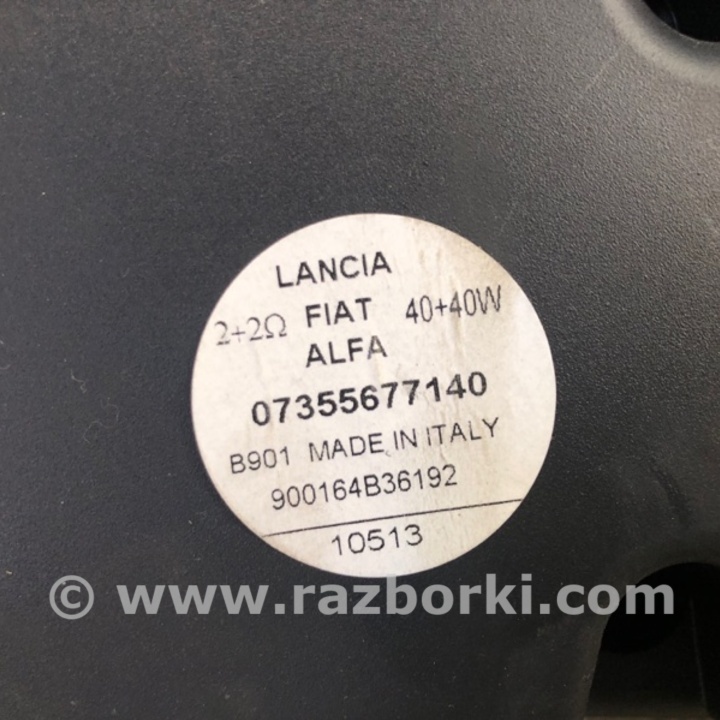 LANCIA
2+2Ω FIAT 40+40W
ALFA
07355677140
B901 MADE IN ITALY
900164B36192
10513
© www.razborki.com